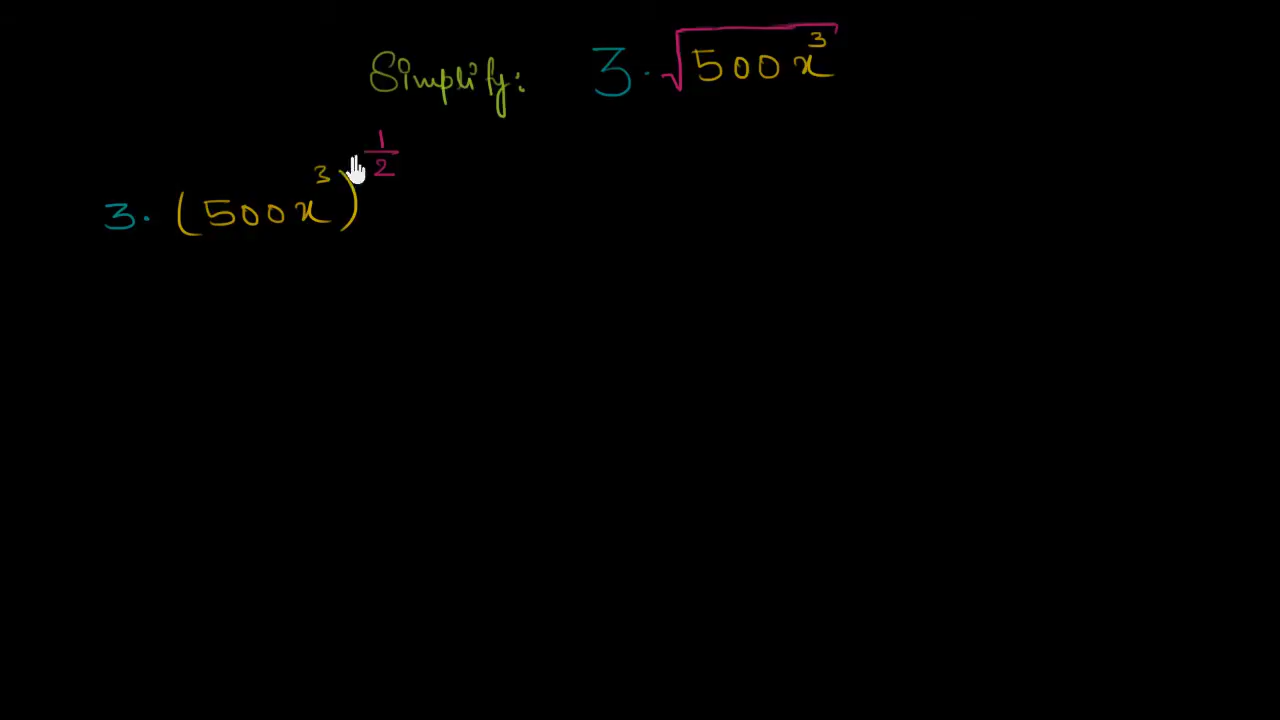 Simplify: 3 · √500x³
3 · (500x³)^(1/2)